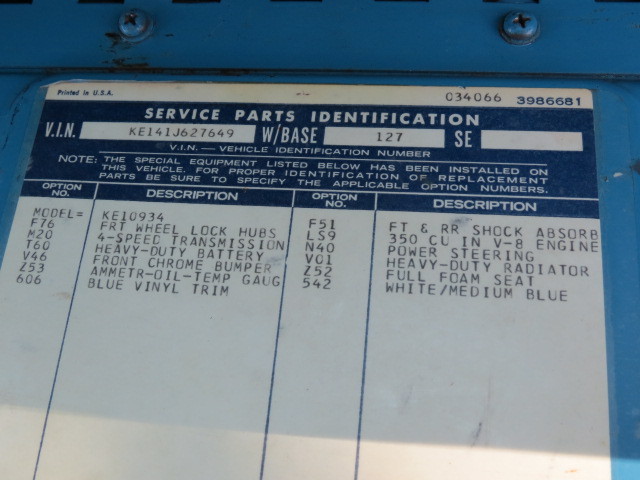 Printed in U.S.A. 034066 3986681
SERVICE PARTS IDENTIFICATION
V.I.N. KE141J627649 W/BASE 127 SE
V.I.N. — VEHICLE IDENTIFICATION NUMBER
NOTE: THE SPECIAL EQUIPMENT LISTED BELOW HAS BEEN INSTALLED ON
THIS VEHICLE. FOR PROPER IDENTIFICATION OF REPLACEMENT
PARTS BE SURE TO SPECIFY THE APPLICABLE OPTION NUMBERS.
OPTION NO. DESCRIPTION OPTION NO. DESCRIPTION
MODEL= KE10934
F76 FRT WHEEL LOCK HUBS F51 FT & RR SHOCK ABSORB
M20 4-SPEED TRANSMISSION LS9 350 CU IN V-8 ENGINE
T60 HEAVY-DUTY BATTERY N40 POWER STEERING
V46 FRONT CHROME BUMPER V01 HEAVY-DUTY RADIATOR
Z53 AMMETR-OIL-TEMP GAUG Z52 FULL FOAM SEAT
606 BLUE VINYL TRIM 542 WHITE/MEDIUM BLUE